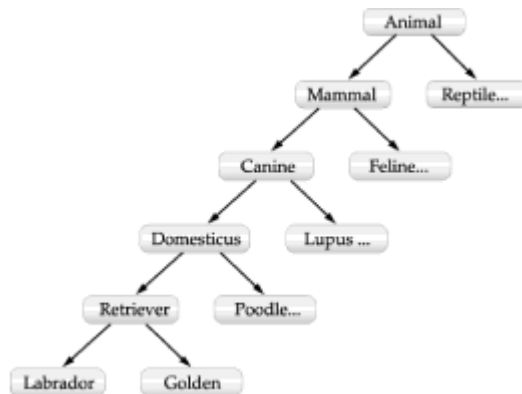 Animal
Mammal
Reptile...
Canine
Feline...
Domesticus
Lupus ...
Retriever
Poodle...
Labrador
Golden